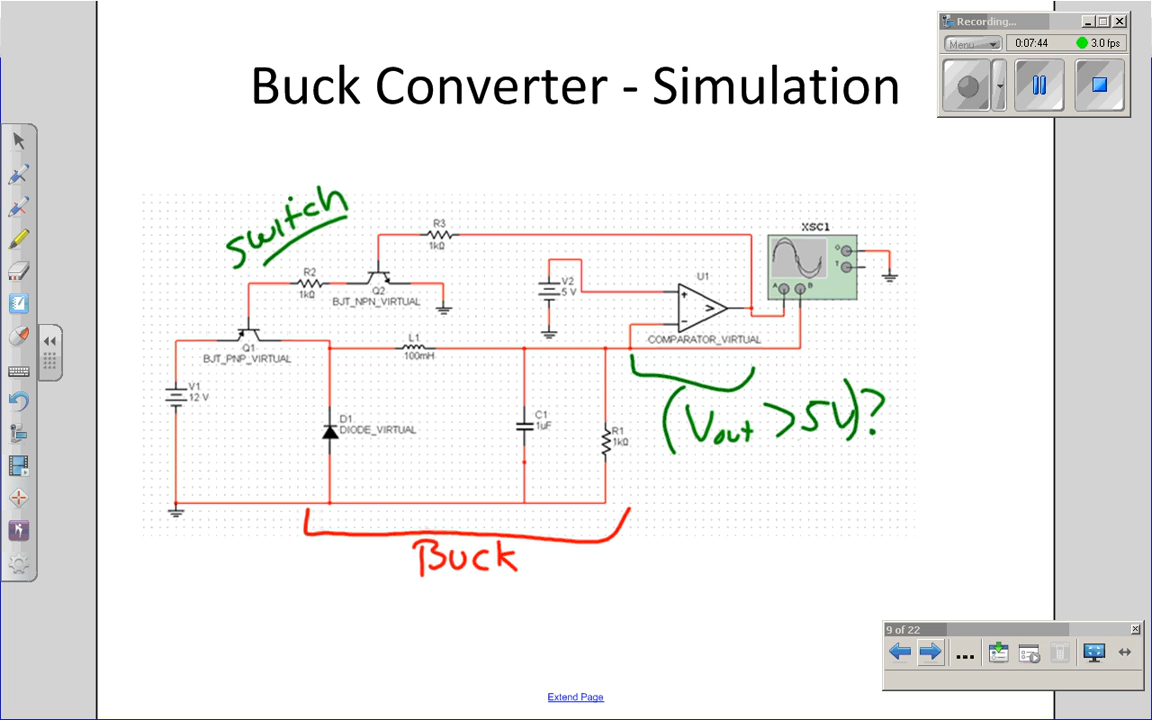 Recording...
Menu
0:07:44
3.0 fps
Buck Converter - Simulation
switch
R3
1kΩ
XSC1
G
T
A
B
R2
1kΩ
Q2
BJT_NPN_VIRTUAL
V2
5 V
U1
COMPARATOR_VIRTUAL
Q1
BJT_PNP_VIRTUAL
L1
100mH
V1
12 V
D1
DIODE_VIRTUAL
C1
1uF
R1
1kΩ
(Vout > 5V)?
Buck
9 of 22
Extend Page